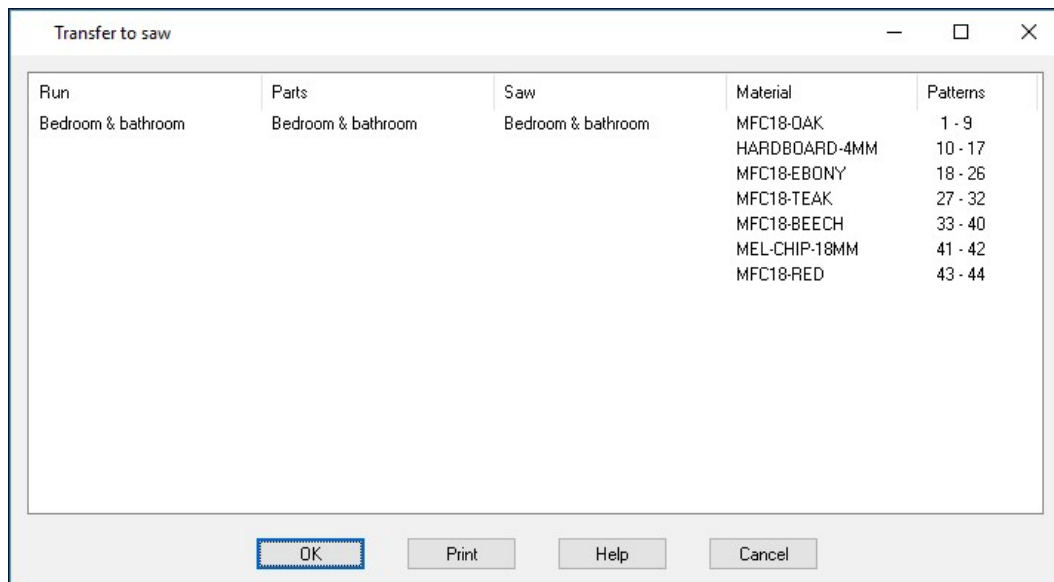 Transfer to saw
Run Parts Saw Material Patterns
Bedroom & bathroom Bedroom & bathroom Bedroom & bathroom MFC18-OAK 1 - 9
HARDBOARD-4MM 10 - 17
MFC18-EBONY 18 - 26
MFC18-TEAK 27 - 32
MFC18-BEECH 33 - 40
MEL-CHIP-18MM 41 - 42
MFC18-RED 43 - 44
OK Print Help Cancel